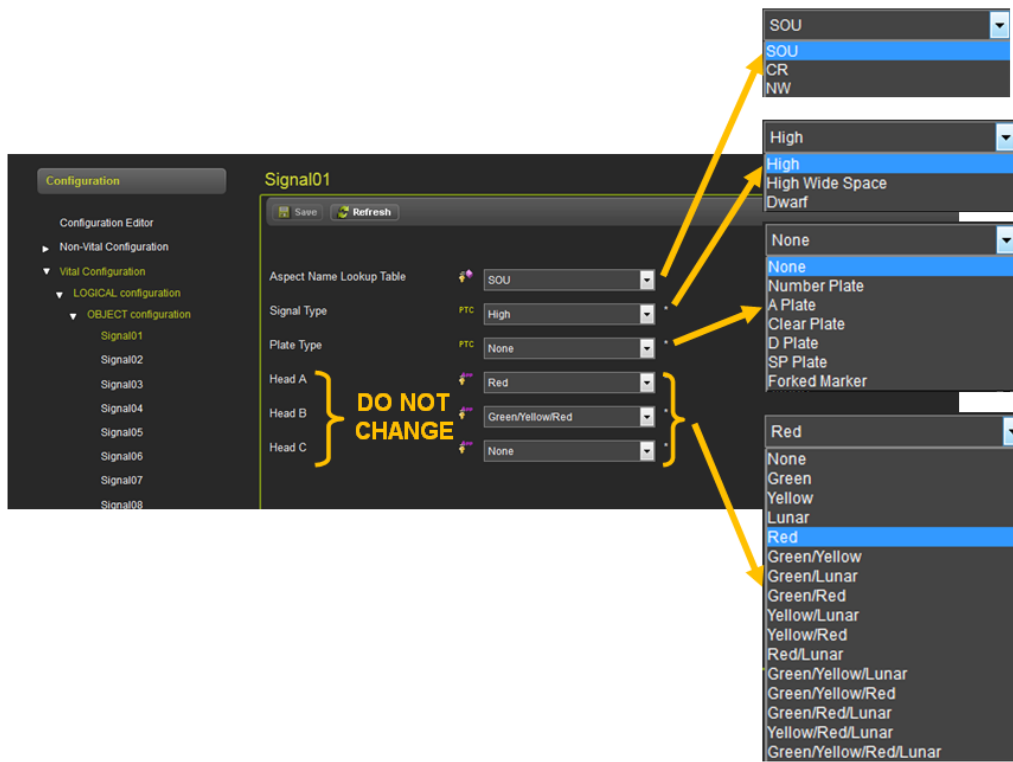 Configuration
Configuration Editor
Non-Vital Configuration
Vital Configuration
LOGICAL configuration
OBJECT configuration
Signal01
Signal02
Signal03
Signal04
Signal05
Signal06
Signal07
Signal08
Signal01
Save Refresh
Aspect Name Lookup Table SOU
Signal Type PTC High *
Plate Type PTC None *
Head A Red
Head B Green/Yellow/Red *
Head C None *
DO NOT
CHANGE
SOU
SOU
CR
NW
High
High
High Wide Space
Dwarf
None
None
Number Plate
A Plate
Clear Plate
D Plate
SP Plate
Forked Marker
Red
None
Green
Yellow
Lunar
Red
Green/Yellow
Green/Lunar
Green/Red
Yellow/Lunar
Yellow/Red
Red/Lunar
Green/Yellow/Lunar
Green/Yellow/Red
Green/Red/Lunar
Yellow/Red/Lunar
Green/Yellow/Red/Lunar